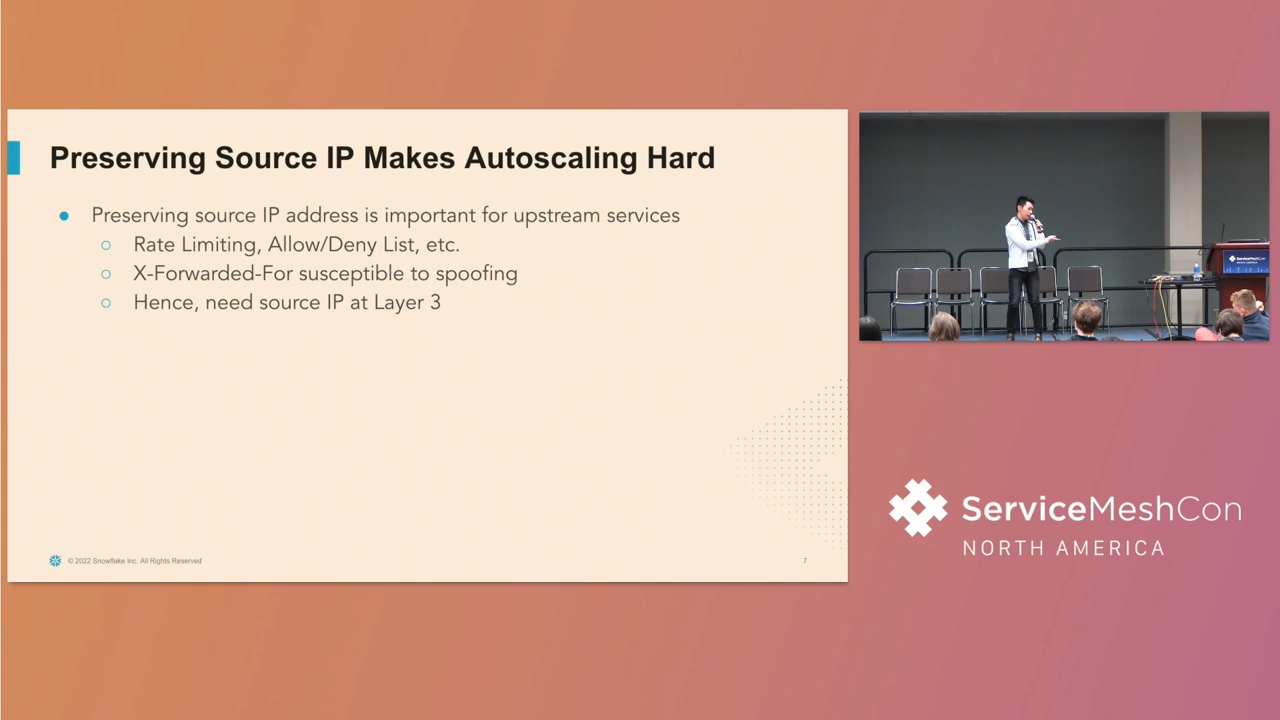 Preserving Source IP Makes Autoscaling Hard
● Preserving source IP address is important for upstream services
○ Rate Limiting, Allow/Deny List, etc.
○ X-Forwarded-For susceptible to spoofing
○ Hence, need source IP at Layer 3
© 2022 Snowflake Inc. All Rights Reserved
7
ServiceMeshCon
ServiceMeshCon
NORTH AMERICA